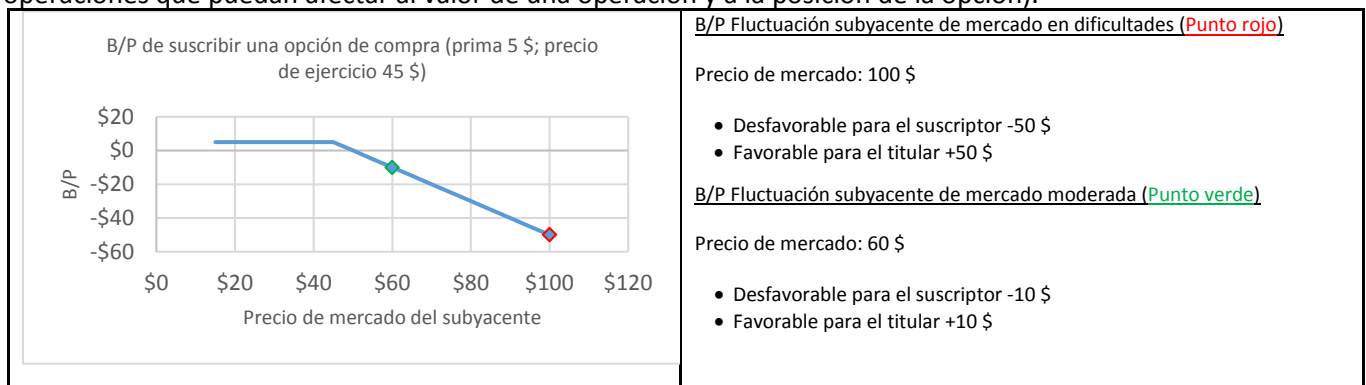 operaciones que puedan afectar al valor de una operación y a la posición de la opción).
B/P de suscribir una opción de compra (prima 5 $; precio
de ejercicio 45 $)
$20
$0
-$20
-$40
-$60
B/P
$0 $20 $40 $60 $80 $100 $120
Precio de mercado del subyacente
B/P Fluctuación subyacente de mercado en dificultades (Punto rojo)
Precio de mercado: 100 $
• Desfavorable para el suscriptor -50 $
• Favorable para el titular +50 $
B/P Fluctuación subyacente de mercado moderada (Punto verde)
Precio de mercado: 60 $
• Desfavorable para el suscriptor -10 $
• Favorable para el titular +10 $